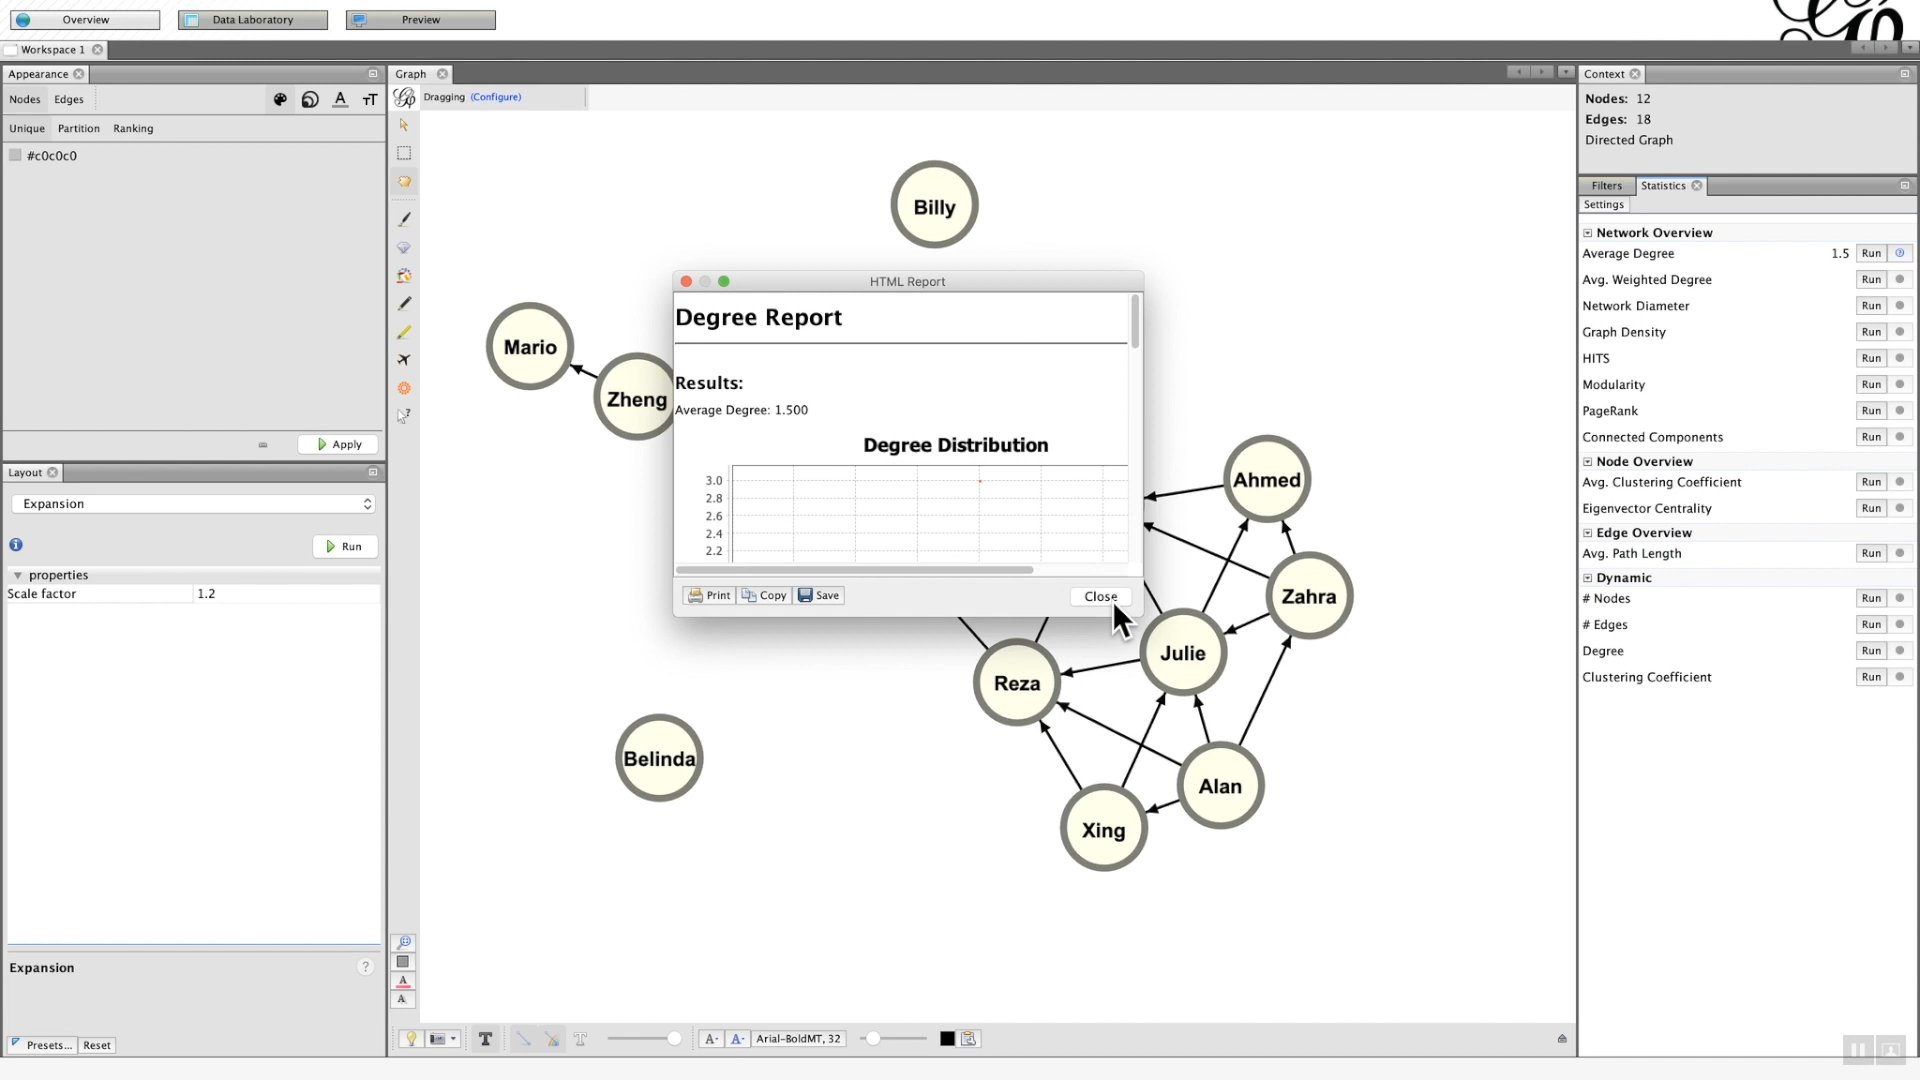 Overview
Data Laboratory
Preview
Workspace 1
Appearance
Nodes Edges
Unique Partition Ranking
#c0c0c0
Apply
Layout
Expansion
Run
properties
Scale factor 1.2
Expansion
?
Presets... Reset
Graph
Dragging (Configure)
Billy
Mario
Zheng
Ahmed
Zahra
Julie
Reza
Belinda
Alan
Xing
HTML Report
Degree Report
Results:
Average Degree: 1.500
Degree Distribution
3.0
2.8
2.6
2.4
2.2
Print Copy Save
Close
Arial-BoldMT, 32
Context
Nodes: 12
Edges: 18
Directed Graph
Filters Statistics
Settings
Network Overview
Average Degree 1.5 Run
Avg. Weighted Degree Run
Network Diameter Run
Graph Density Run
HITS Run
Modularity Run
PageRank Run
Connected Components Run
Node Overview
Avg. Clustering Coefficient Run
Eigenvector Centrality Run
Edge Overview
Avg. Path Length Run
Dynamic
# Nodes Run
# Edges Run
Degree Run
Clustering Coefficient Run